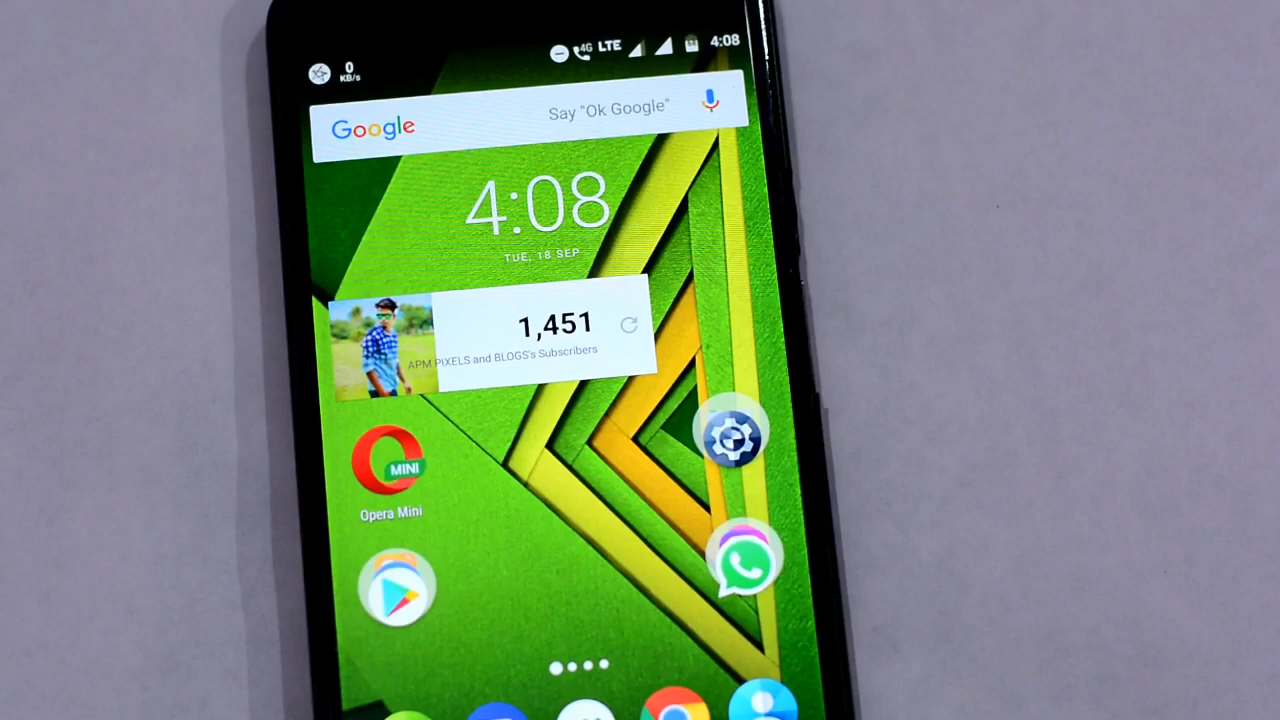 0
KB/s
4G LTE 4:08
Google Say "Ok Google"
4:08
TUE, 18 SEP
1,451
APM PIXELS and BLOGS's Subscribers
MINI
Opera Mini